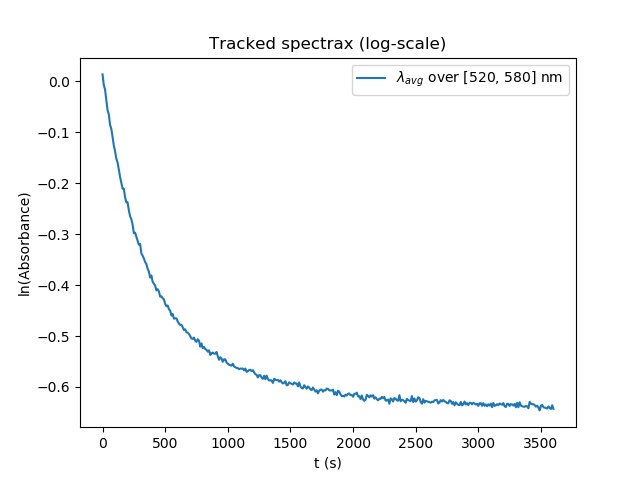 Tracked spectrax (log-scale)
λavg over [520, 580] nm
ln(Absorbance)
0.0
−0.1
−0.2
−0.3
−0.4
−0.5
−0.6
0 500 1000 1500 2000 2500 3000 3500
t (s)